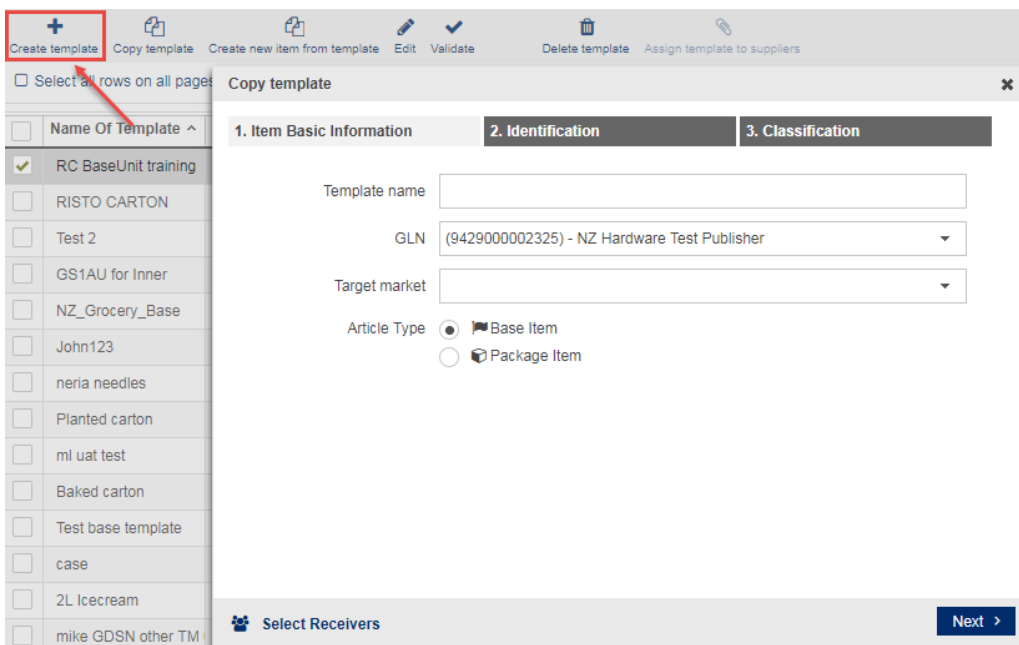 Create template Copy template Create new item from template Edit Validate Delete template Assign template to suppliers
Select all rows on all pages
Copy template
Name Of Template
1. Item Basic Information 2. Identification 3. Classification
RC BaseUnit training
RISTO CARTON
Test 2
GS1AU for Inner
NZ_Grocery_Base
John123
neria needles
Planted carton
ml uat test
Baked carton
Test base template
case
2L Icecream
mike GDSN other TM
Template name
GLN (9429000002325) - NZ Hardware Test Publisher
Target market
Article Type Base Item
Package Item
Select Receivers
Next